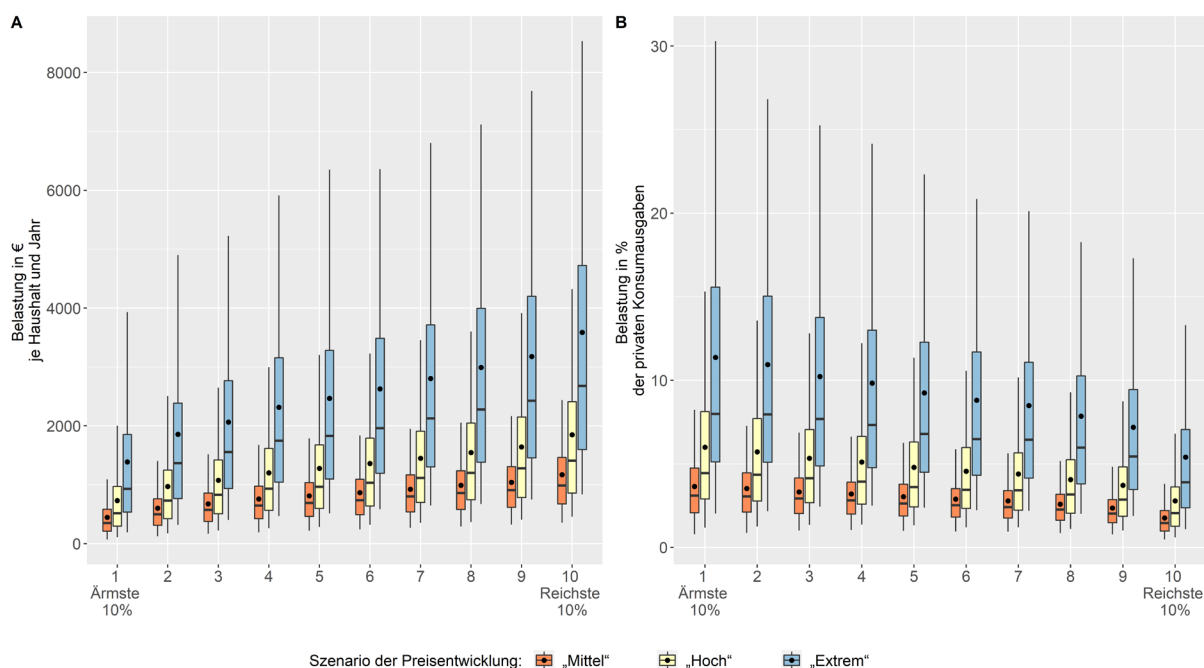 A
Belastung in €
je Haushalt und Jahr
8000
6000
4000
2000
0
1 2 3 4 5 6 7 8 9 10
Ärmste Reichste
10% 10%
B
Belastung in %
der privaten Konsumausgaben
30
20
10
0
1 2 3 4 5 6 7 8 9 10
Ärmste Reichste
10% 10%
Szenario der Preisentwicklung: „Mittel“ „Hoch“ „Extrem“